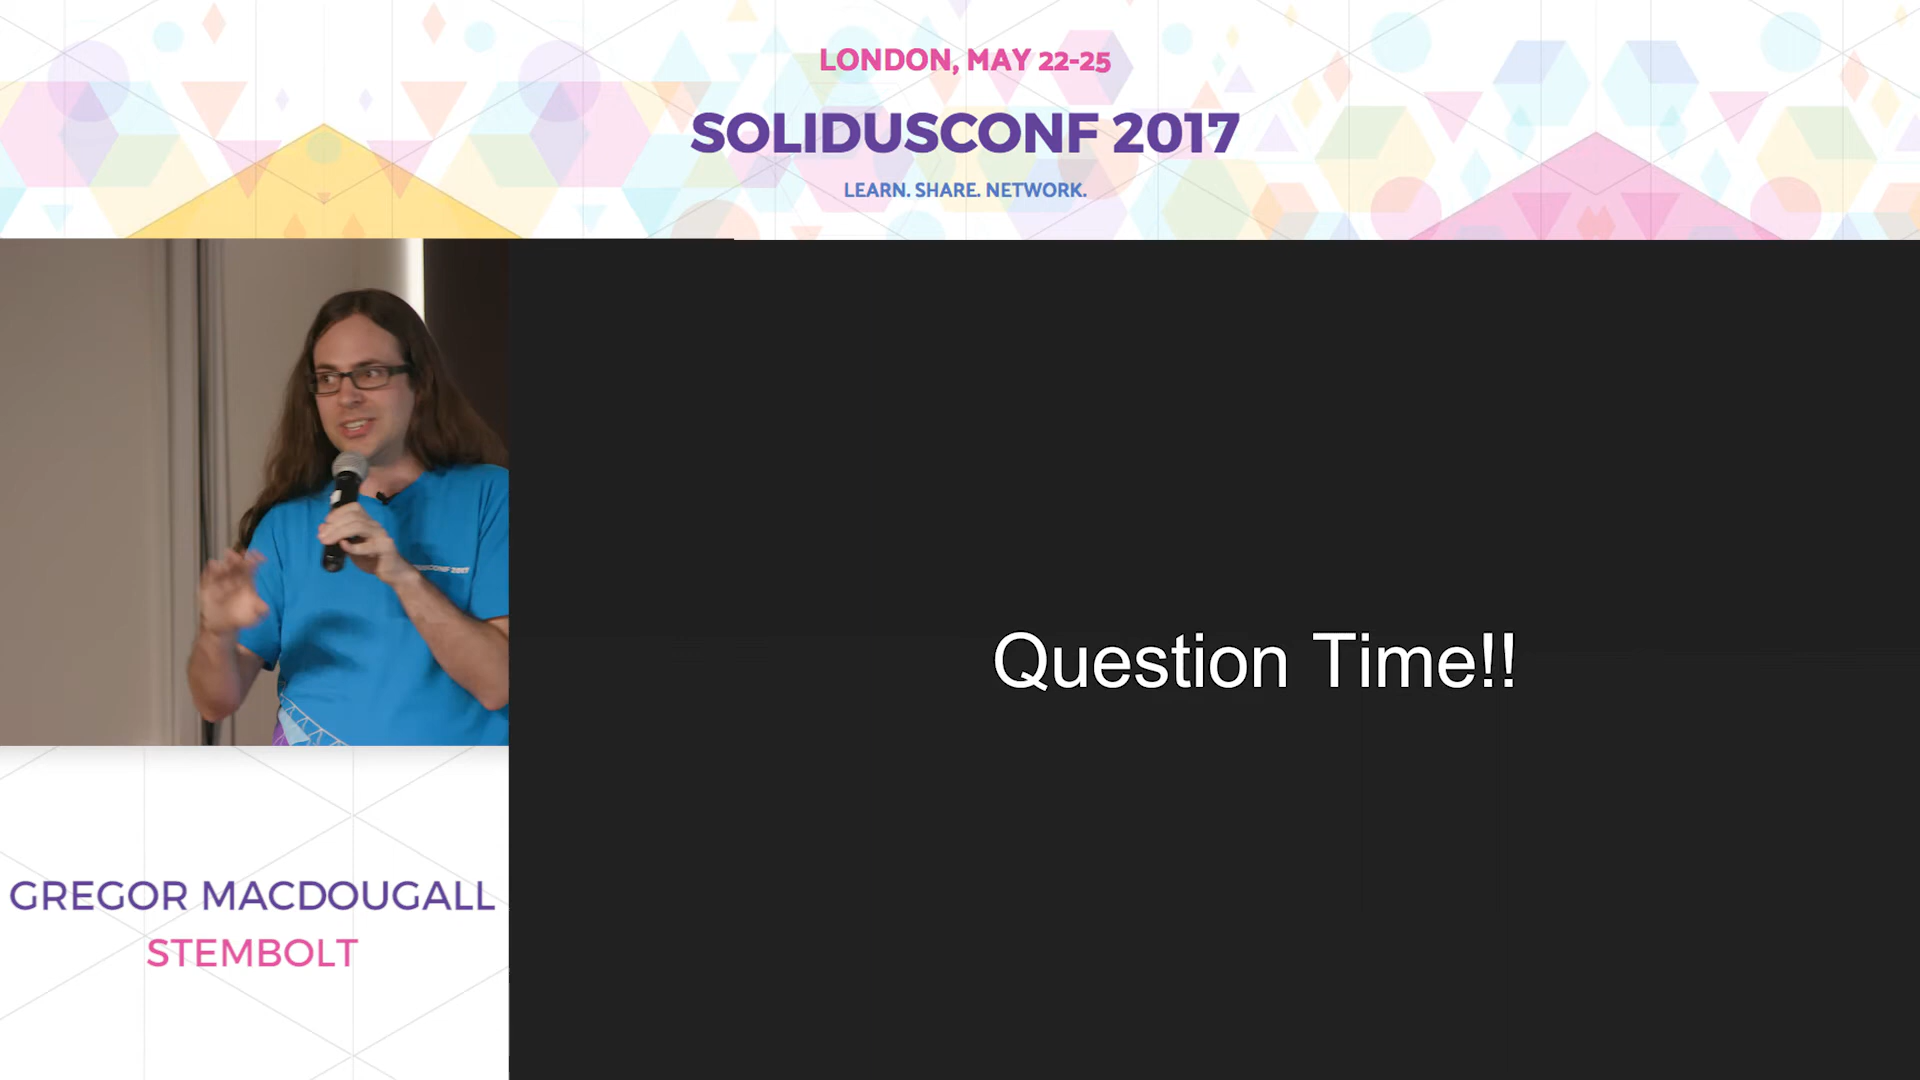 LONDON, MAY 22-25
SOLIDUSCONF 2017
LEARN. SHARE. NETWORK.
Question Time!!
GREGOR MACDOUGALL
STEMBOLT